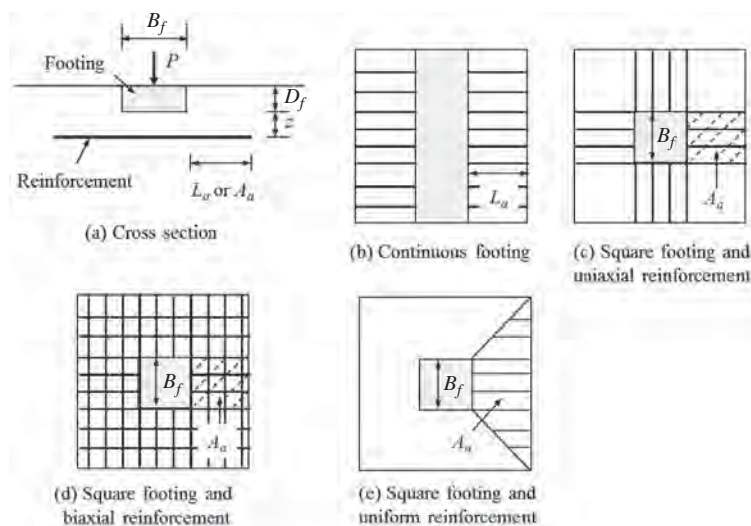 B_f
Footing
P
D_f
Reinforcement
L_a or A_a
(a) Cross section
L_a
(b) Continuous footing
B_f
A_a
(c) Square footing and
uniaxial reinforcement
B_f
A_a
(d) Square footing and
biaxial reinforcement
B_f
A_a
(e) Square footing and
uniform reinforcement